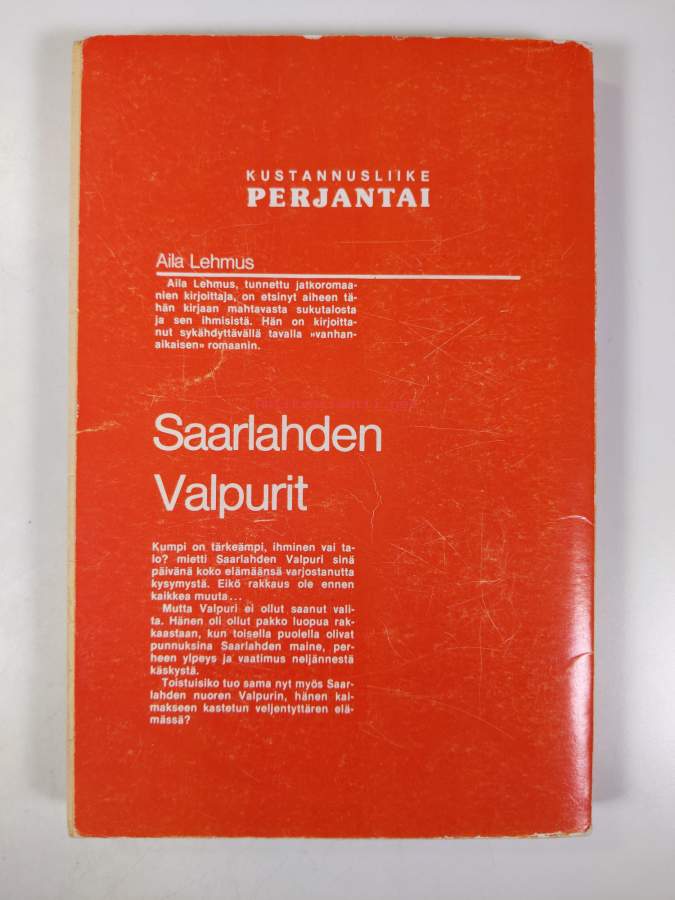 KUSTANNUSLIIKE
PERJANTAI
Aila Lehmus
Aila Lehmus, tunnettu jatkoromaa-
nien kirjoittaja, on etsinyt aiheen tä-
hän kirjaan mahtavasta sukutalosta
ja sen ihmisistä. Hän on kirjoitta-
nut sykähdyttävällä tavalla »vanhan-
aikaisen» romaanin.
Saarlahden
Valpurit
Kumpi on tärkeämpi, ihminen vai ta-
lo? mietti Saarlahden Valpuri sinä
päivänä koko elämäänsä varjostanutta
kysymystä. Eikö rakkaus ole ennen
kaikkea muuta...
Mutta Valpuri ei ollut saanut vali-
ta. Hänen oli ollut pakko luopua rak-
kaastaan, kun toisella puolella olivat
punnuksina Saarlahden maine, per-
heen ylpeys ja vaatimus neljännestä
käskystä.
Toistuisiko tuo sama nyt myös Saar-
lahden nuoren Valpurin, hänen kai-
makseen kastetun veljentyttären elä-
mässä?